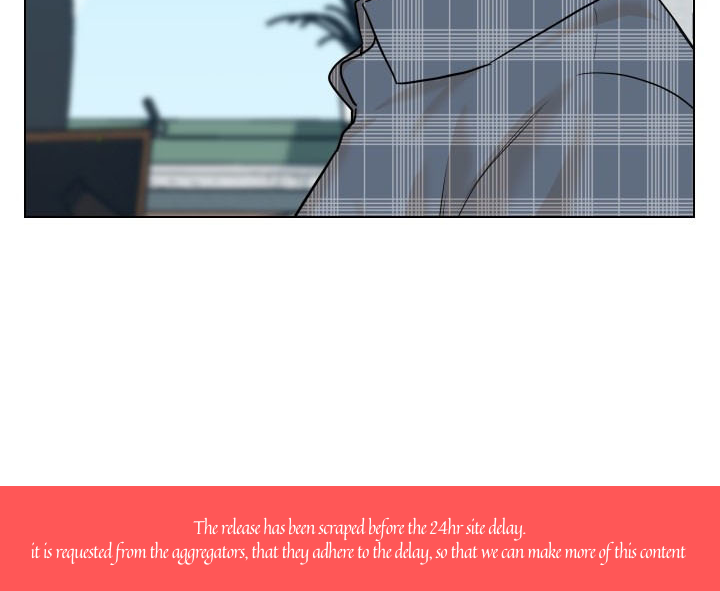 The release has been scraped before the 24hr site delay.
it is requested from the aggregators, that they adhere to the delay, so that we can make more of this content